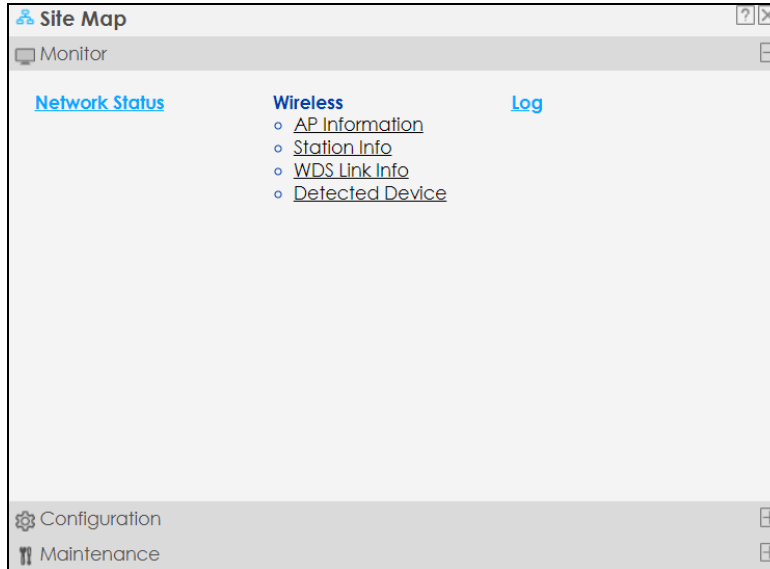 Site Map
Monitor
Network Status
Wireless
AP Information
Station Info
WDS Link Info
Detected Device
Log
Configuration
Maintenance